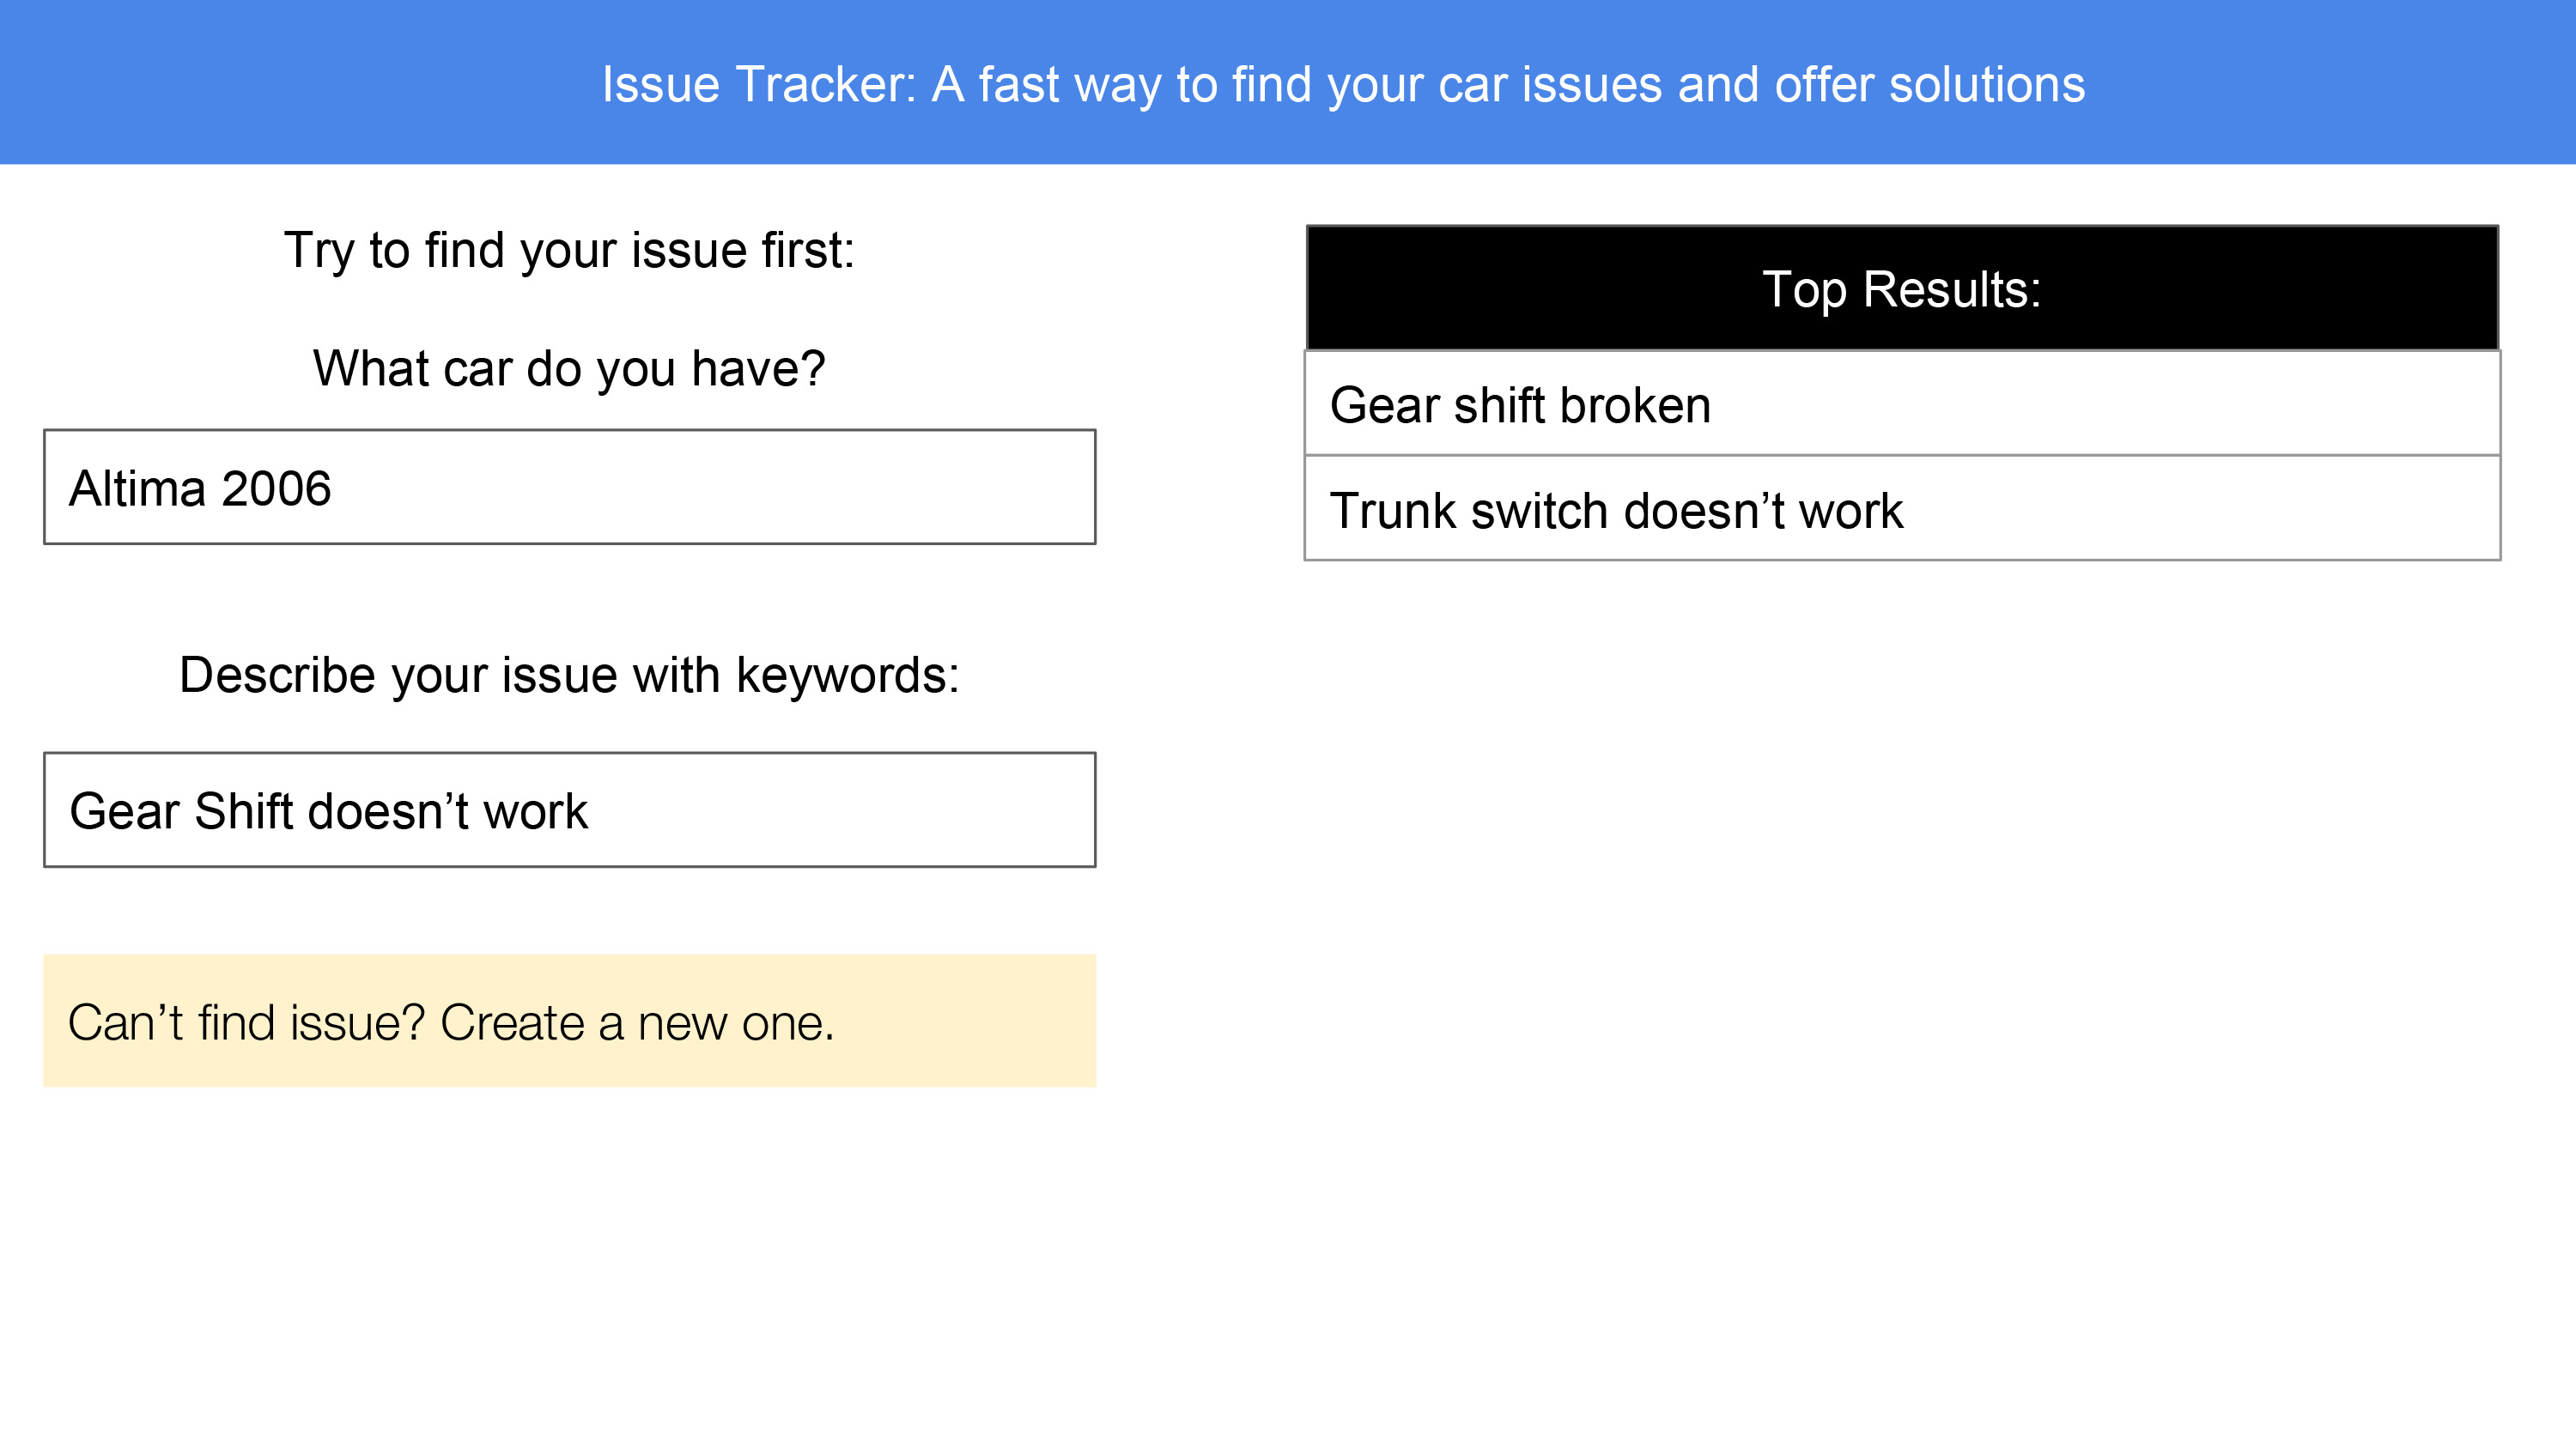 Issue Tracker: A fast way to find your car issues and offer solutions
Try to find your issue first:
What car do you have?
Altima 2006
Describe your issue with keywords:
Gear Shift doesn’t work
Can’t find issue? Create a new one.
Top Results:
Gear shift broken
Trunk switch doesn’t work